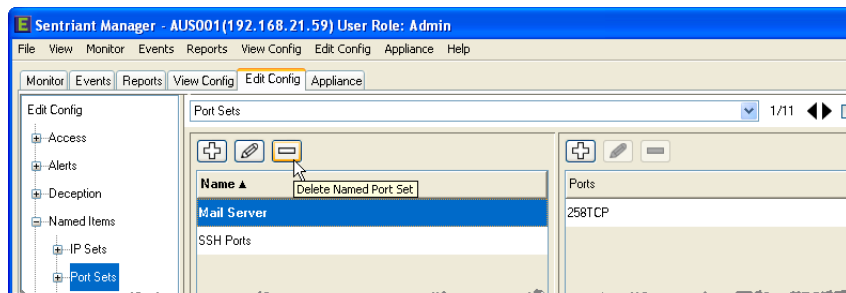 E Sentriant Manager - AUS001(192.168.21.59) User Role: Admin
File View Monitor Events Reports View Config Edit Config Appliance Help
Monitor Events Reports View Config Edit Config Appliance
Edit Config
Port Sets
1/11
Access
Alerts
Deception
Named Items
IP Sets
Port Sets
Name
Delete Named Port Set
Mail Server
SSH Ports
Ports
258TCP